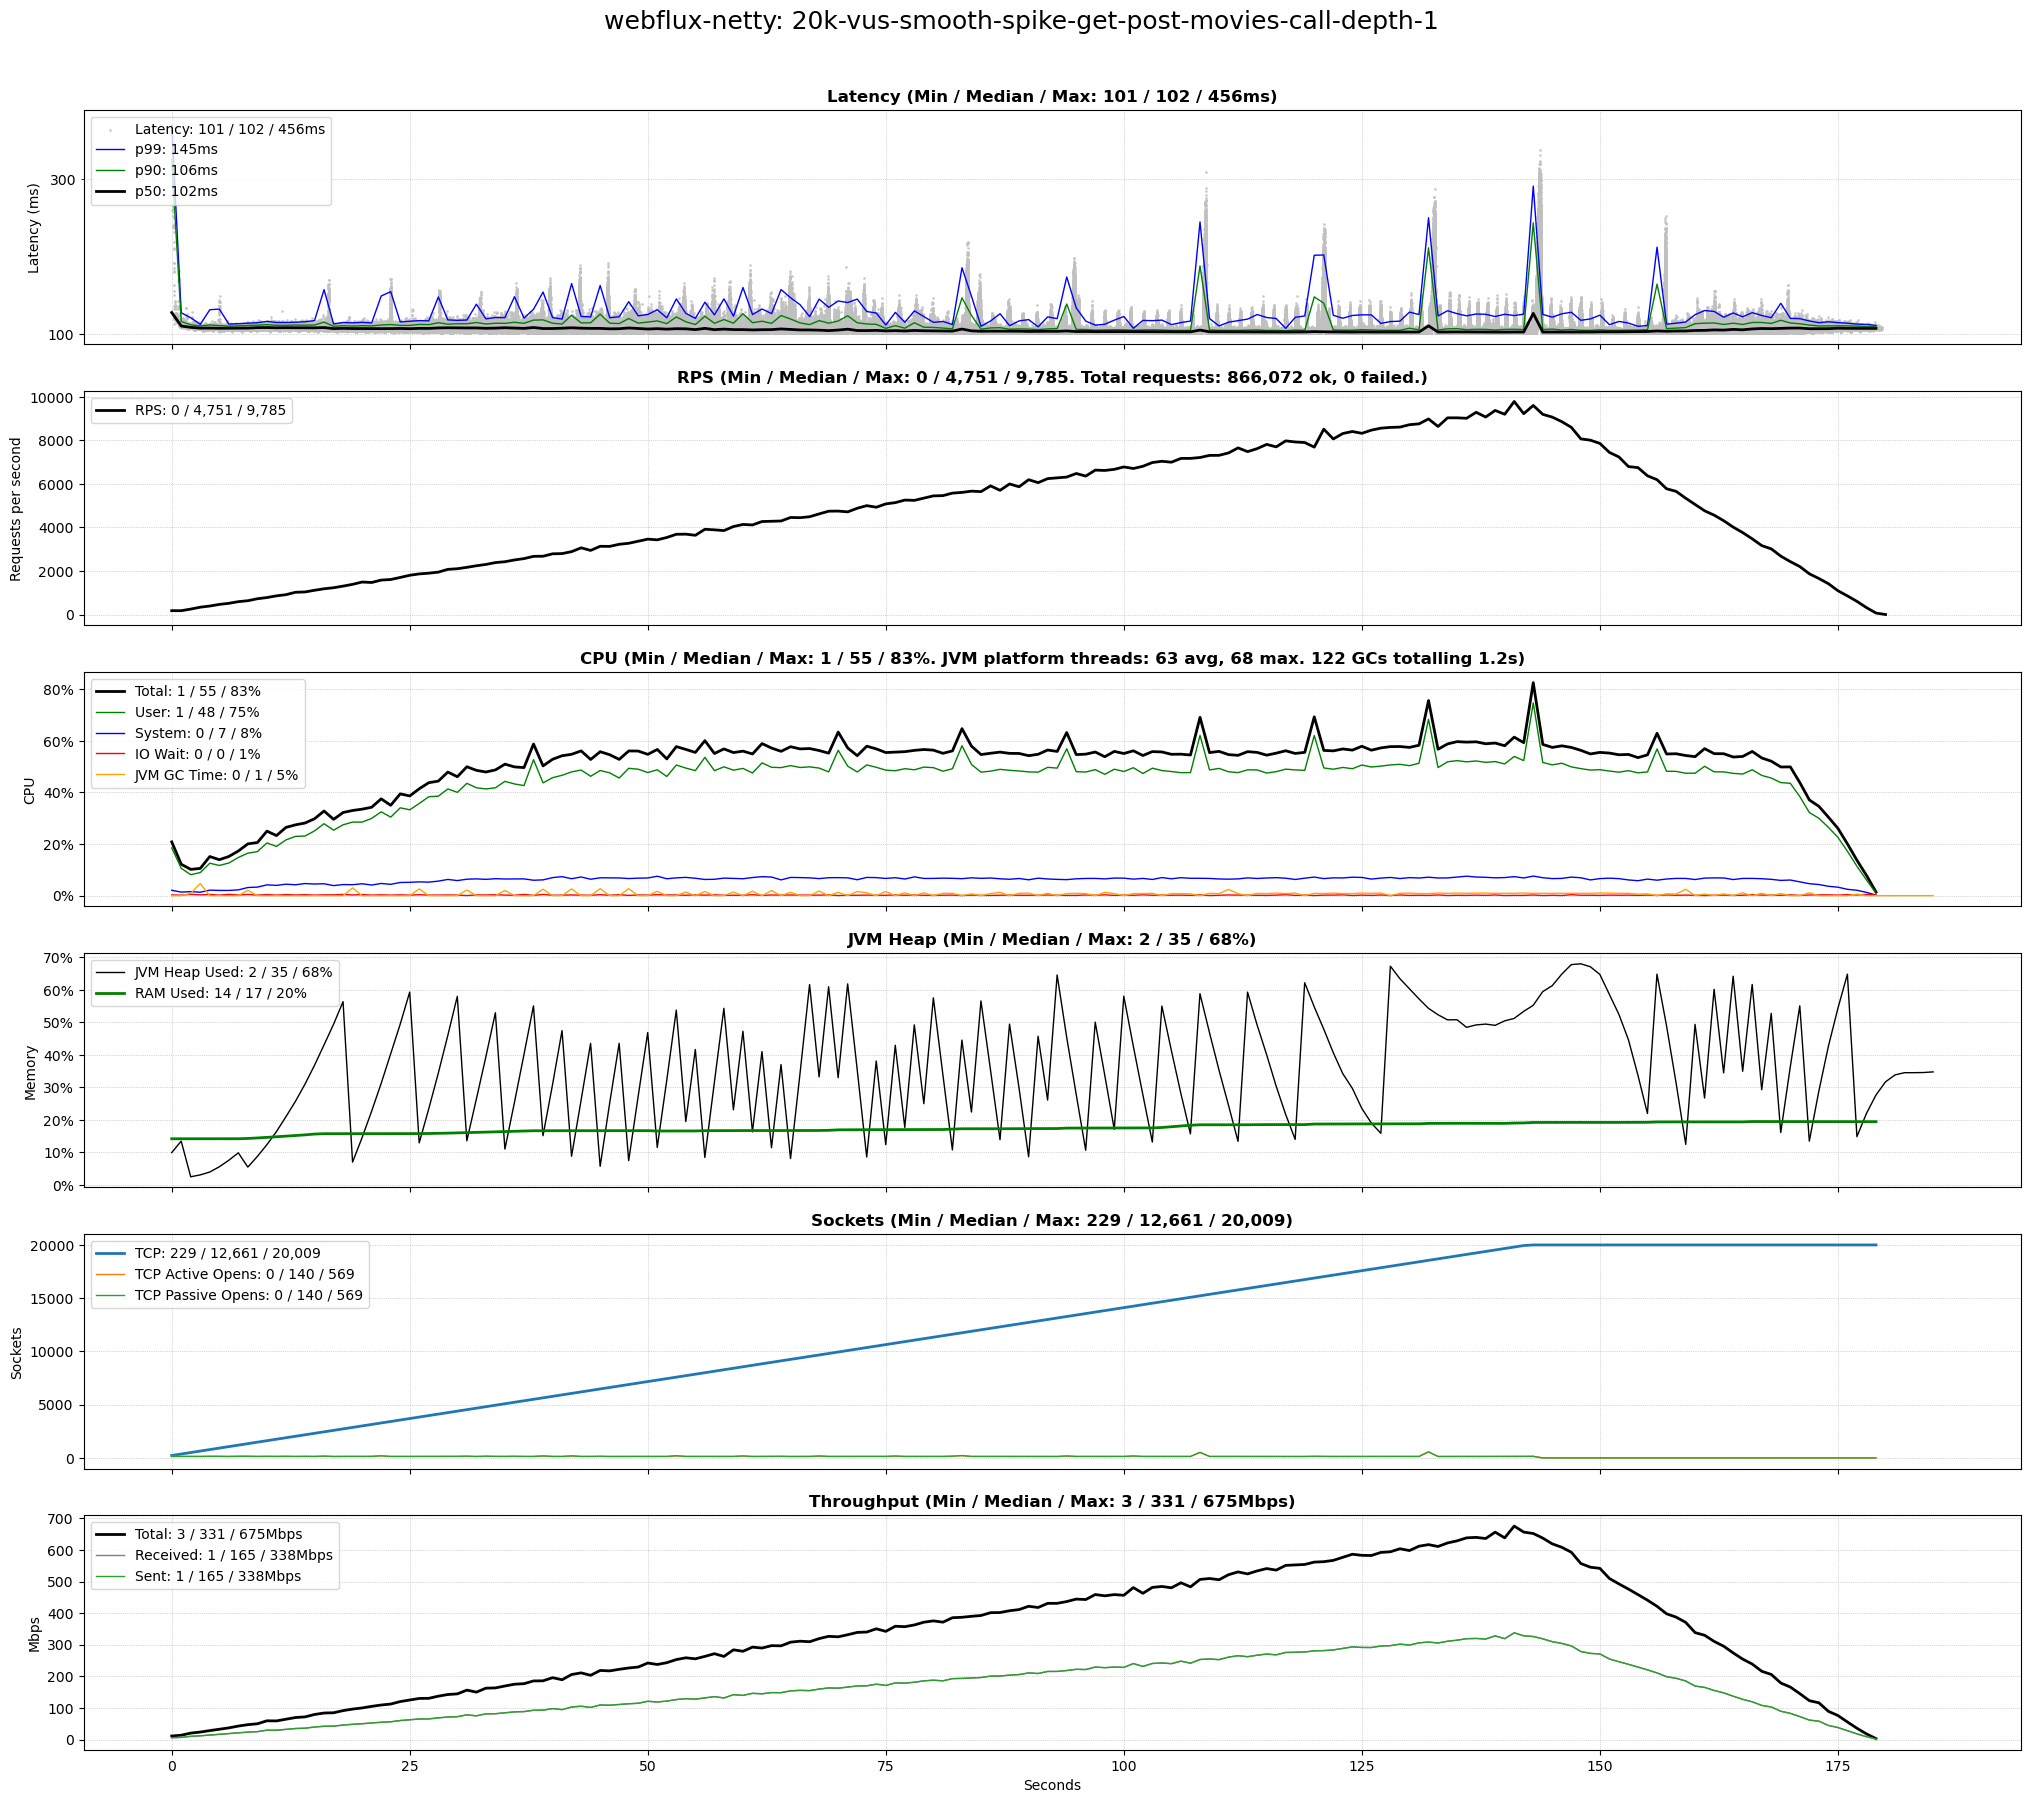 webflux-netty: 20k-vus-smooth-spike-get-post-movies-call-depth-1
Latency (Min / Median / Max: 101 / 102 / 456ms)
Latency: 101 / 102 / 456ms
p99: 145ms
p90: 106ms
p50: 102ms
300
100
Latency (ms)
RPS (Min / Median / Max: 0 / 4,751 / 9,785. Total requests: 866,072 ok, 0 failed.)
RPS: 0 / 4,751 / 9,785
10000
8000
6000
4000
2000
0
Requests per second
CPU (Min / Median / Max: 1 / 55 / 83%. JVM platform threads: 63 avg, 68 max. 122 GCs totalling 1.2s)
Total: 1 / 55 / 83%
User: 1 / 48 / 75%
System: 0 / 7 / 8%
IO Wait: 0 / 0 / 1%
JVM GC Time: 0 / 1 / 5%
80%
60%
40%
20%
0%
CPU
JVM Heap (Min / Median / Max: 2 / 35 / 68%)
JVM Heap Used: 2 / 35 / 68%
RAM Used: 14 / 17 / 20%
70%
60%
50%
40%
30%
20%
10%
0%
Memory
Sockets (Min / Median / Max: 229 / 12,661 / 20,009)
TCP: 229 / 12,661 / 20,009
TCP Active Opens: 0 / 140 / 569
TCP Passive Opens: 0 / 140 / 569
20000
15000
10000
5000
0
Sockets
Throughput (Min / Median / Max: 3 / 331 / 675Mbps)
Total: 3 / 331 / 675Mbps
Received: 1 / 165 / 338Mbps
Sent: 1 / 165 / 338Mbps
700
600
500
400
300
200
100
0
Mbps
0 25 50 75 100 125 150 175
Seconds